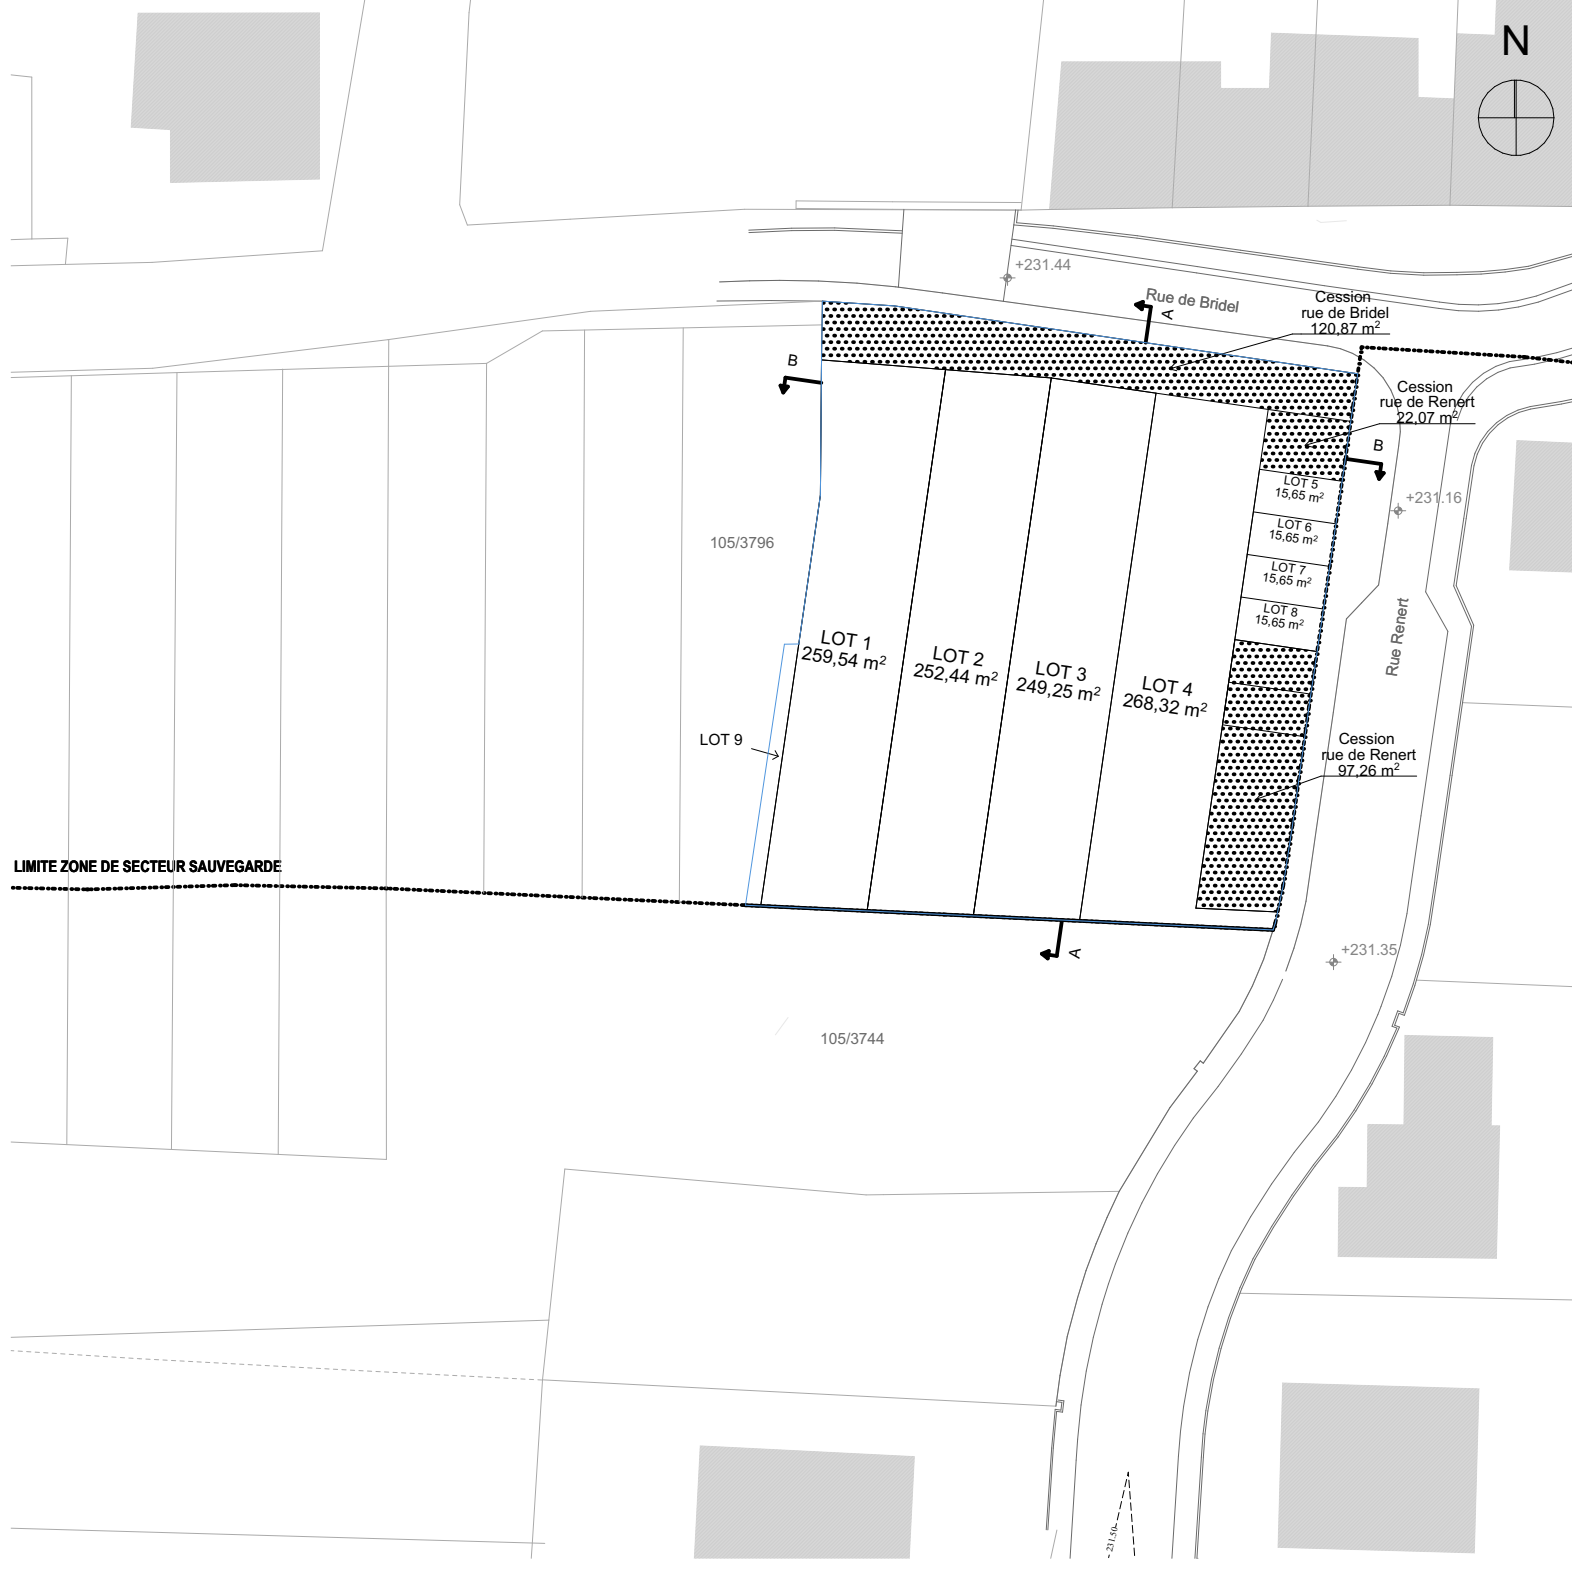 N
+231.44
Rue de Bridel
A
Cession
rue de Bridel
120,87 m²
B
Cession
rue de Renert
22,07 m²
B
LOT 5
15,65 m²
+231.16
LOT 6
15,65 m²
105/3796
LOT 7
15,65 m²
LOT 8
15,65 m²
Rue Renert
LOT 1
259,54 m²
LOT 2
252,44 m²
LOT 3
249,25 m²
LOT 4
268,32 m²
LOT 9
Cession
rue de Renert
97,26 m²
LIMITE ZONE DE SECTEUR SAUVEGARDE
A
+231.35
105/3744
231.50